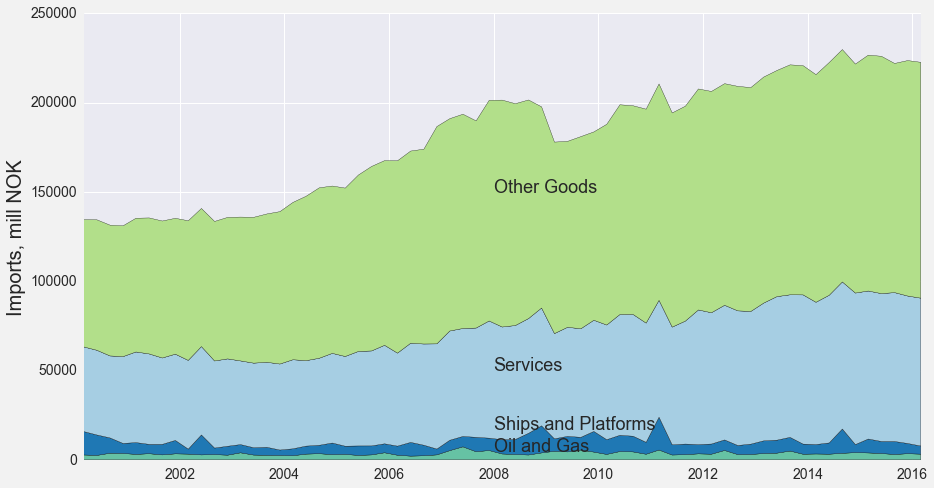 250000
200000
150000
100000
50000
0
Imports, mill NOK
Other Goods
Services
Ships and Platforms
Oil and Gas
2002 2004 2006 2008 2010 2012 2014 2016